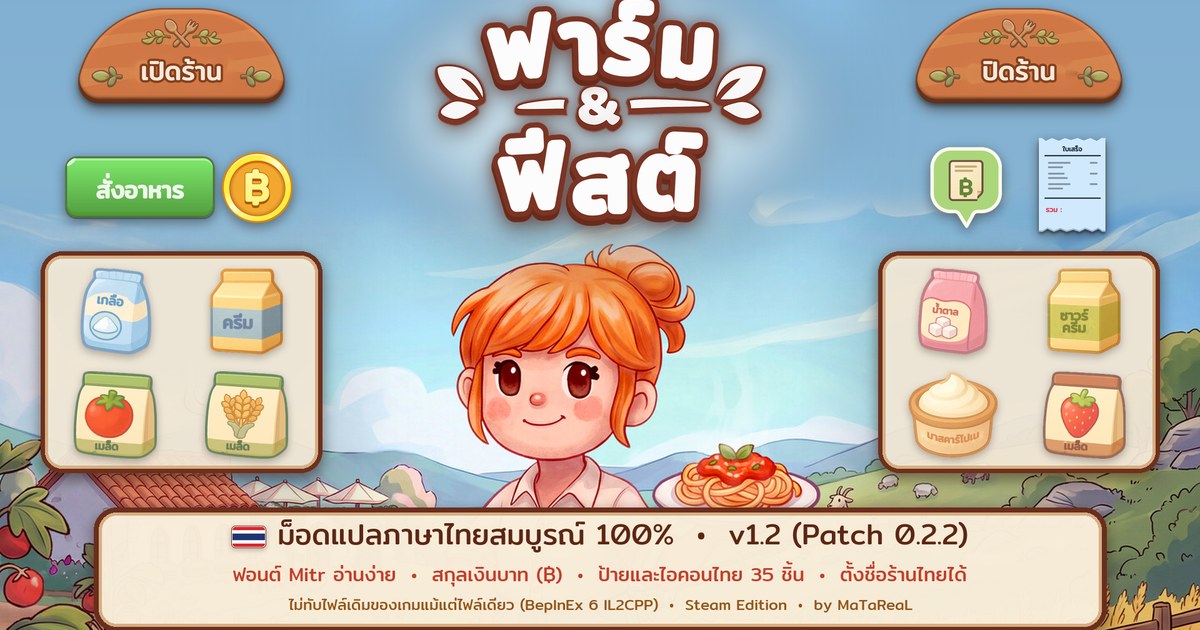 ฟาร์ม
&
ฟีสต์
เปิดร้าน
เปิดร้าน
สั่งอาหาร
฿
฿
ใบเสร็จ
รวม :
เกลือ
ครีม
เมล็ด
เมล็ด
น้ำตาล
ซาวร์
ครีม
มาสคาร์โปเน
เมล็ด
ม็อดแปลภาษาไทยสมบูรณ์ 100% • v1.2 (Patch 0.2.2)
ฟอนต์ Mitr อ่านง่าย • สกุลเงินบาท (฿) • ป้ายและไอคอนไทย 35 ชิ้น • ตั้งชื่อร้านไทยได้
ไม่ทับไฟล์เดิมของเกมแม้แต่ไฟล์เดียว (BepInEx 6 IL2CPP) • Steam Edition • by MaTaReaL